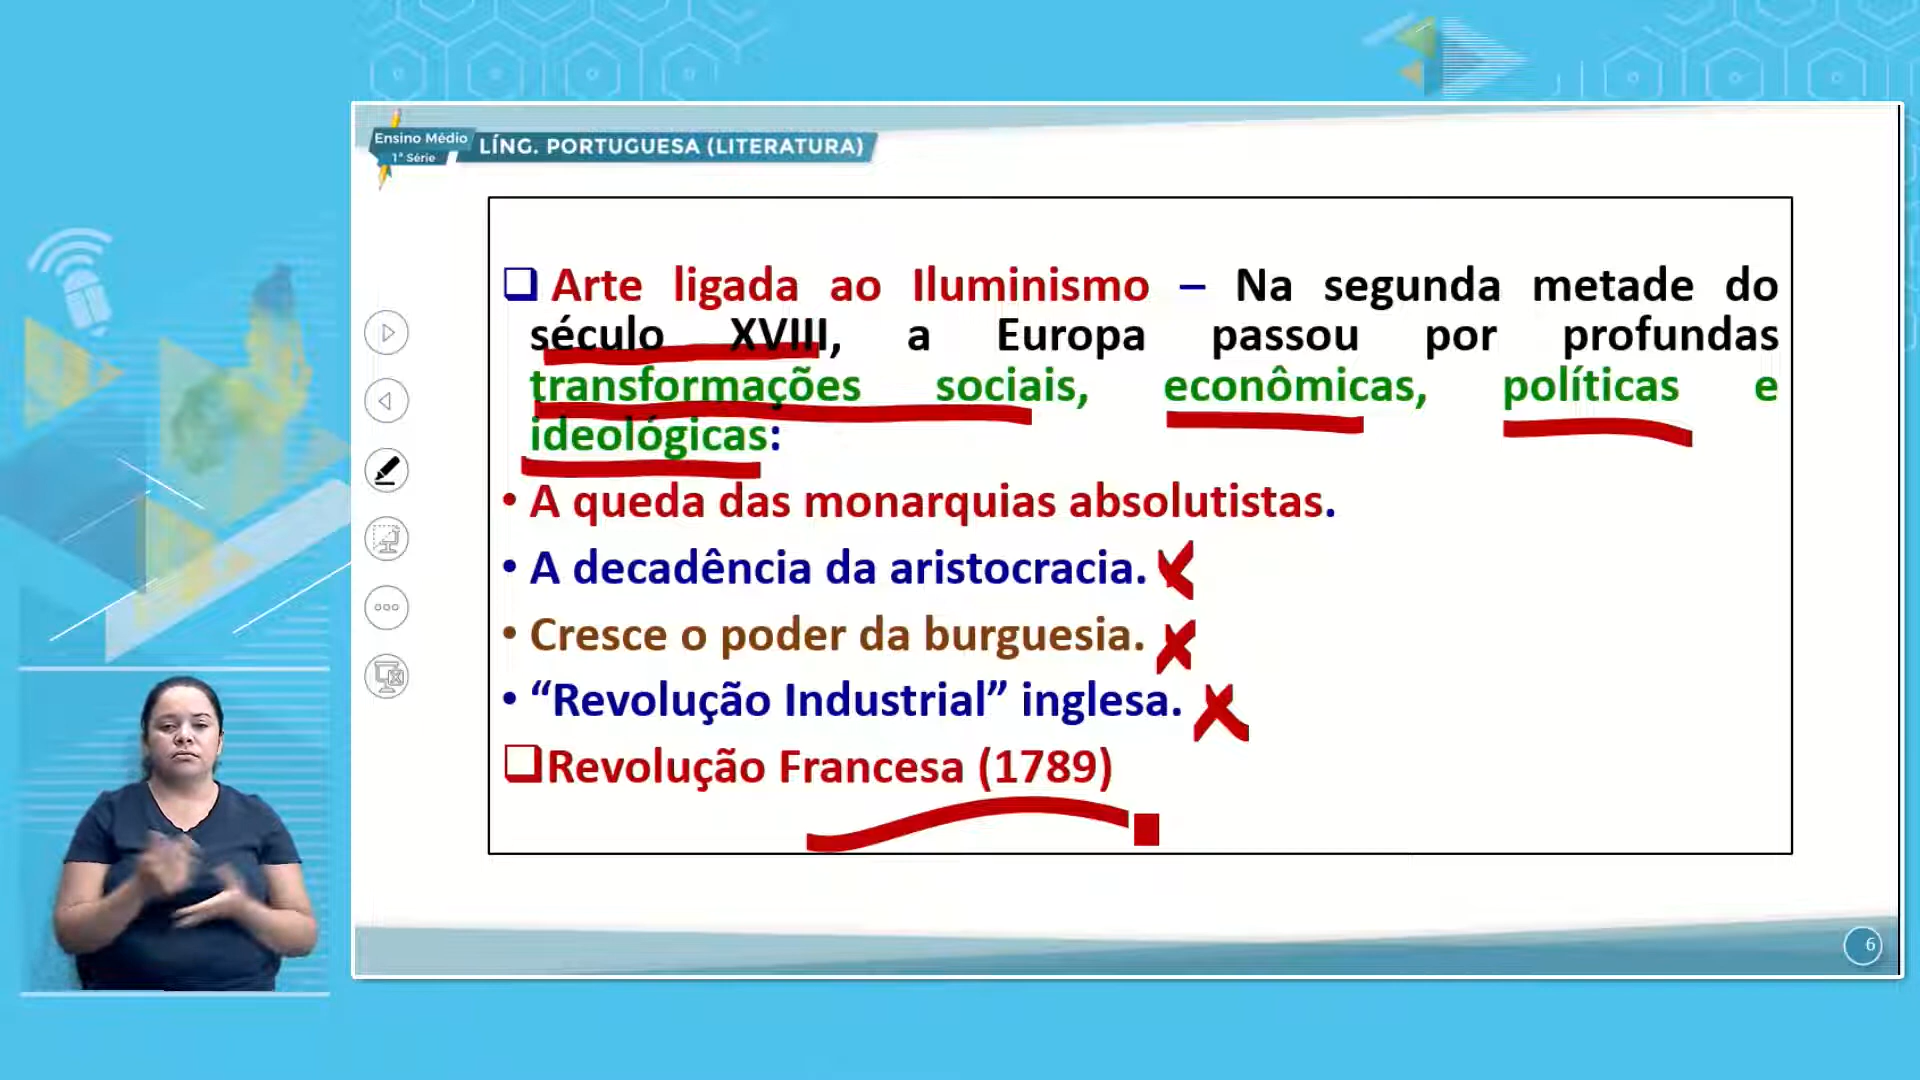 Ensino Médio
1ª Série
LÍNG. PORTUGUESA (LITERATURA)
Arte ligada ao Iluminismo – Na segunda metade do
século XVIII, a Europa passou por profundas
transformações sociais, econômicas, políticas e
ideológicas:
• A queda das monarquias absolutistas.
• A decadência da aristocracia.
• Cresce o poder da burguesia.
• “Revolução Industrial” inglesa.
Revolução Francesa (1789)
6